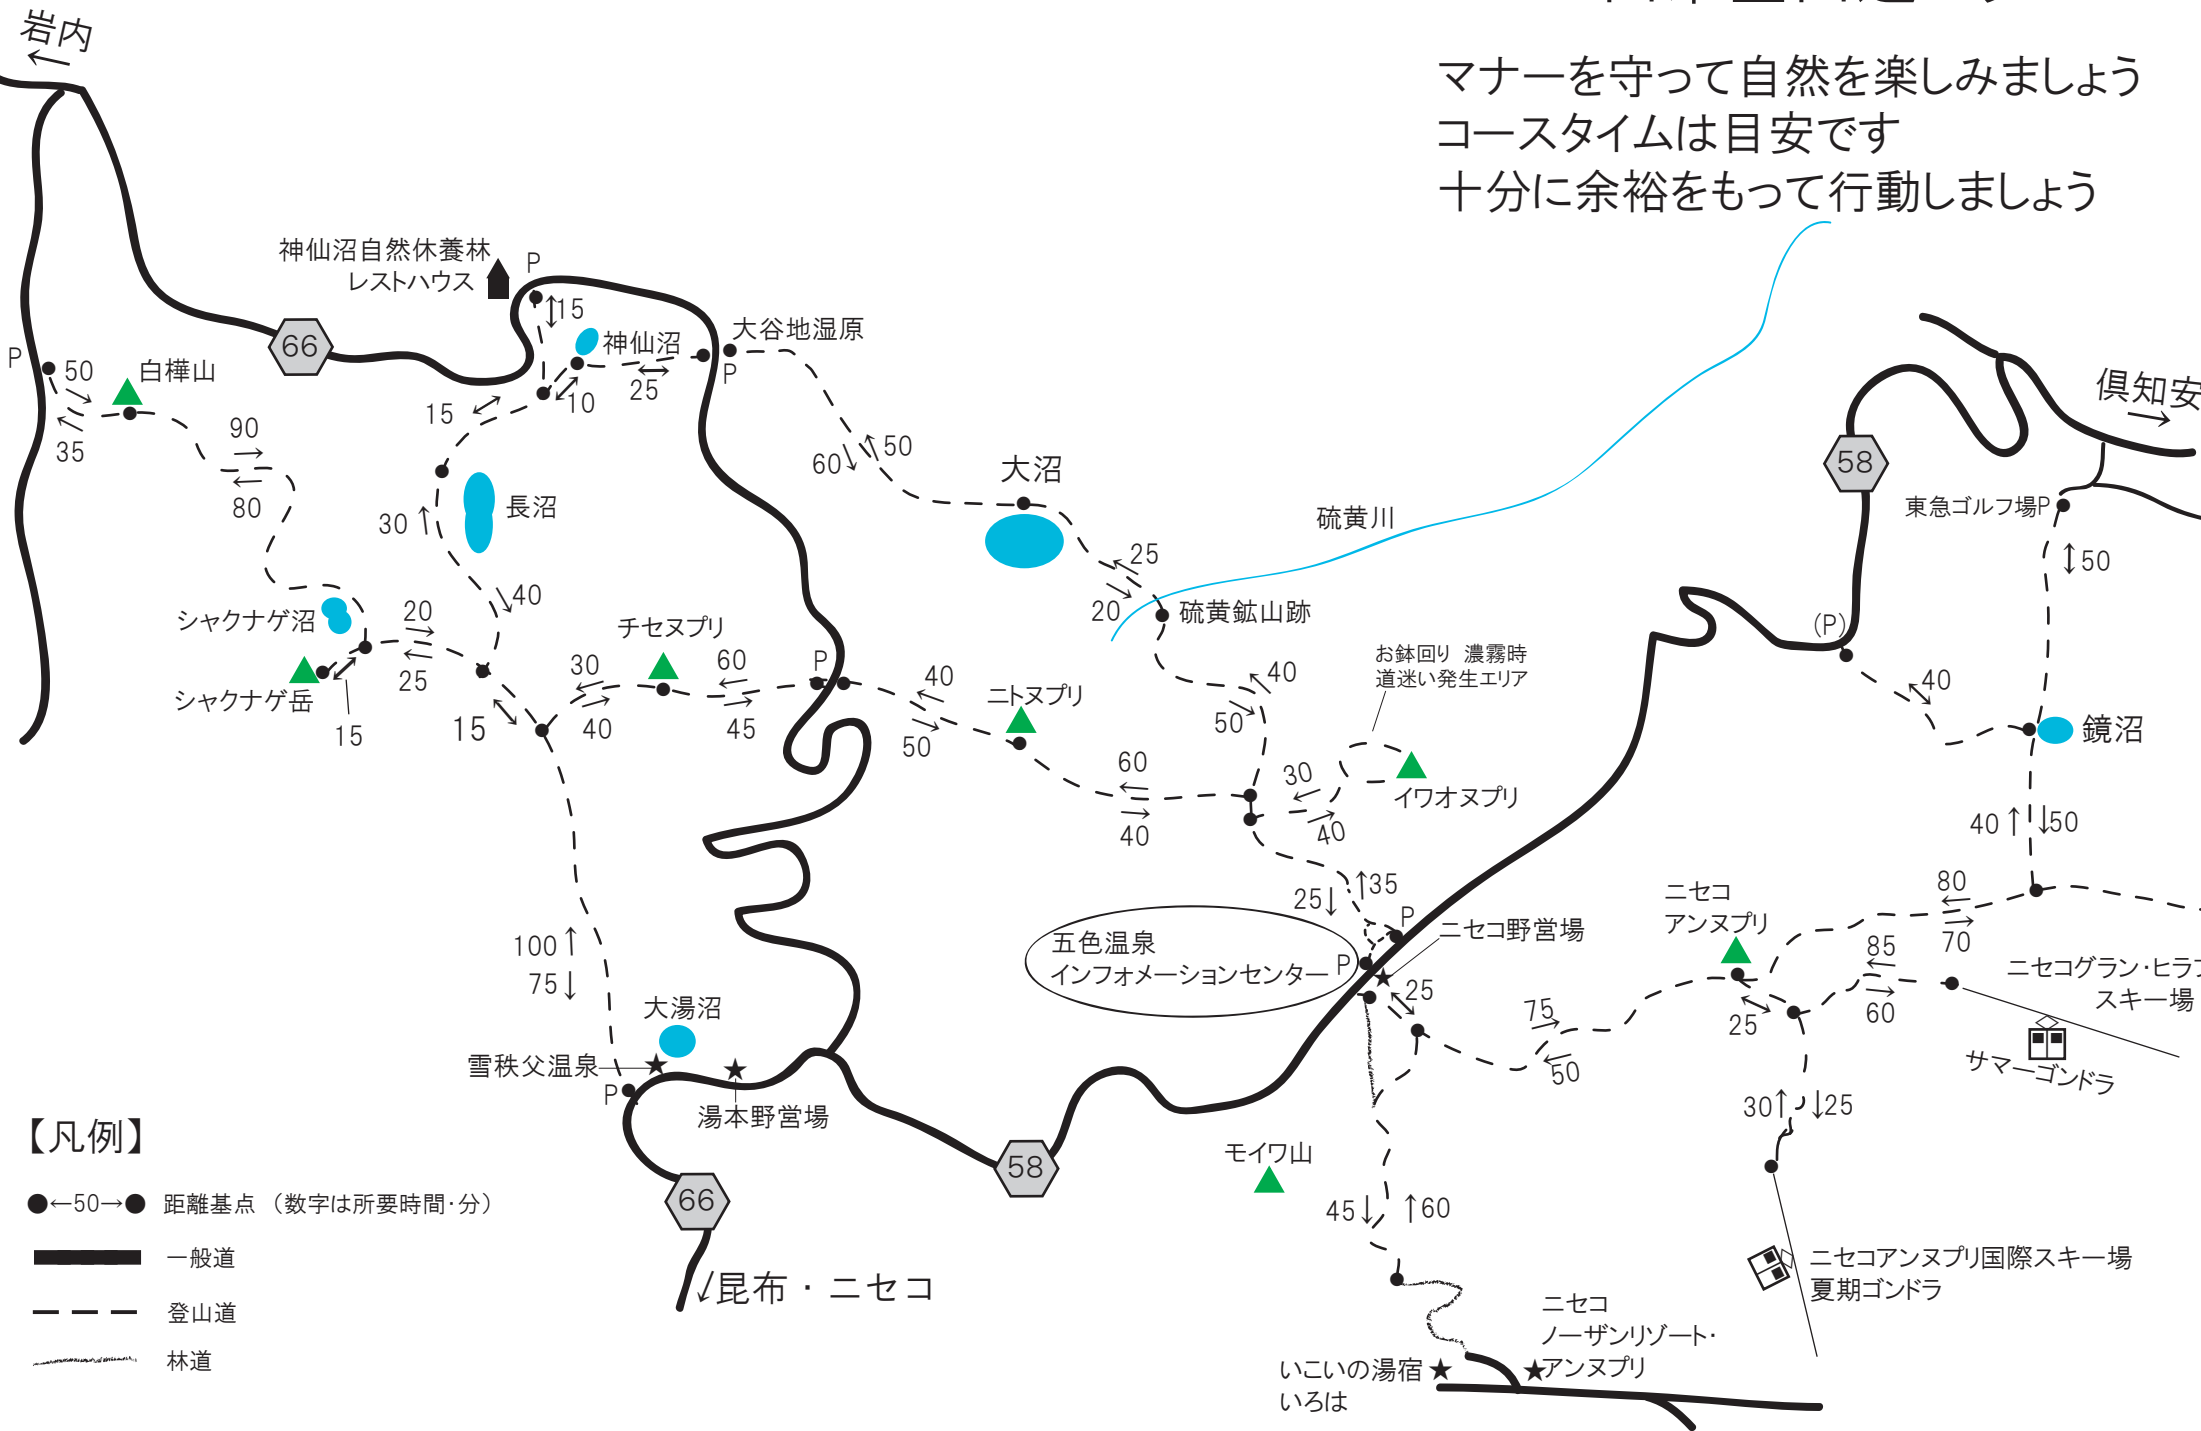 岩内
←
マナーを守って自然を楽しみましょう
コースタイムは目安です
十分に余裕をもって行動しましょう
神仙沼自然休養林
レストハウス
P
15
神仙沼
大谷地湿原
P
25
10
15
66
P
50
35
白樺山
90
80
30
長沼
40
60
50
大沼
25
20
硫黄川
硫黄鉱山跡
58
倶知安
→
東急ゴルフ場P
50
(P)
40
鏡沼
40
50
シャクナゲ沼
シャクナゲ岳
15
20
25
15
チセヌプリ
30
40
60
45
P
40
50
ニトヌプリ
60
40
40
50
お鉢回り 濃霧時
道迷い発生エリア
30
40
イワオヌプリ
25
35
P
五色温泉
インフォメーションセンター
P
ニセコ野営場
25
75
50
ニセコ
アンヌプリ
80
70
85
60
25
ニセコグラン・ヒラフ
スキー場
サマーゴンドラ
30
25
100
75
大湯沼
雪秩父温泉
P
湯本野営場
66
58
昆布・ニセコ
モイワ山
45
60
ニセコアンヌプリ国際スキー場
夏期ゴンドラ
ニセコ
ノーザンリゾート・
アンヌプリ
いこいの湯宿
いろは
【凡例】
●←50→● 距離基点 (数字は所要時間・分)
一般道
登山道
林道